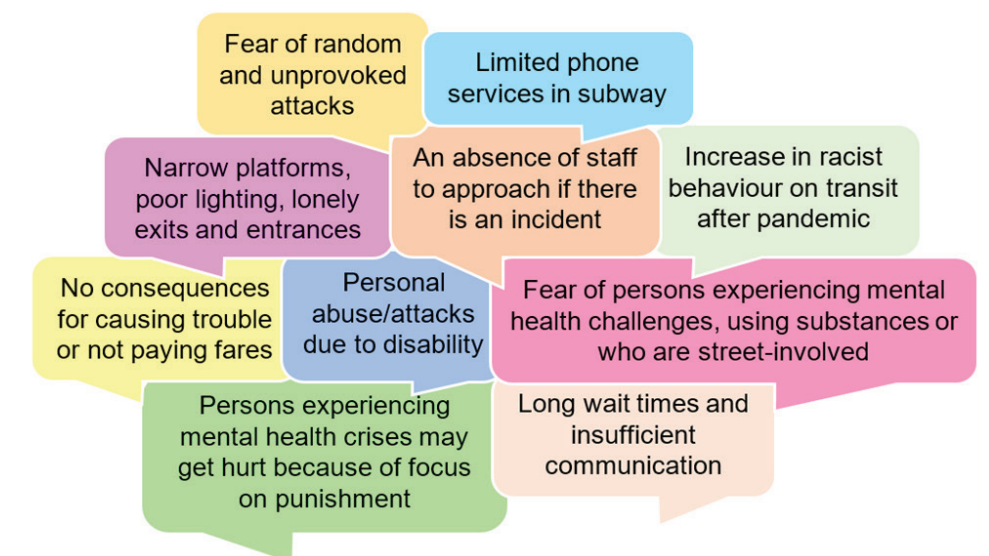 Fear of random
and unprovoked
attacks
Limited phone
services in subway
Narrow platforms,
poor lighting, lonely
exits and entrances
An absence of staff
to approach if there
is an incident
Increase in racist
behaviour on transit
after pandemic
No consequences
for causing trouble
or not paying fares
Personal
abuse/attacks
due to disability
Fear of persons experiencing mental
health challenges, using substances or
who are street-involved
Persons experiencing
mental health crises may
get hurt because of focus
on punishment
Long wait times and
insufficient
communication